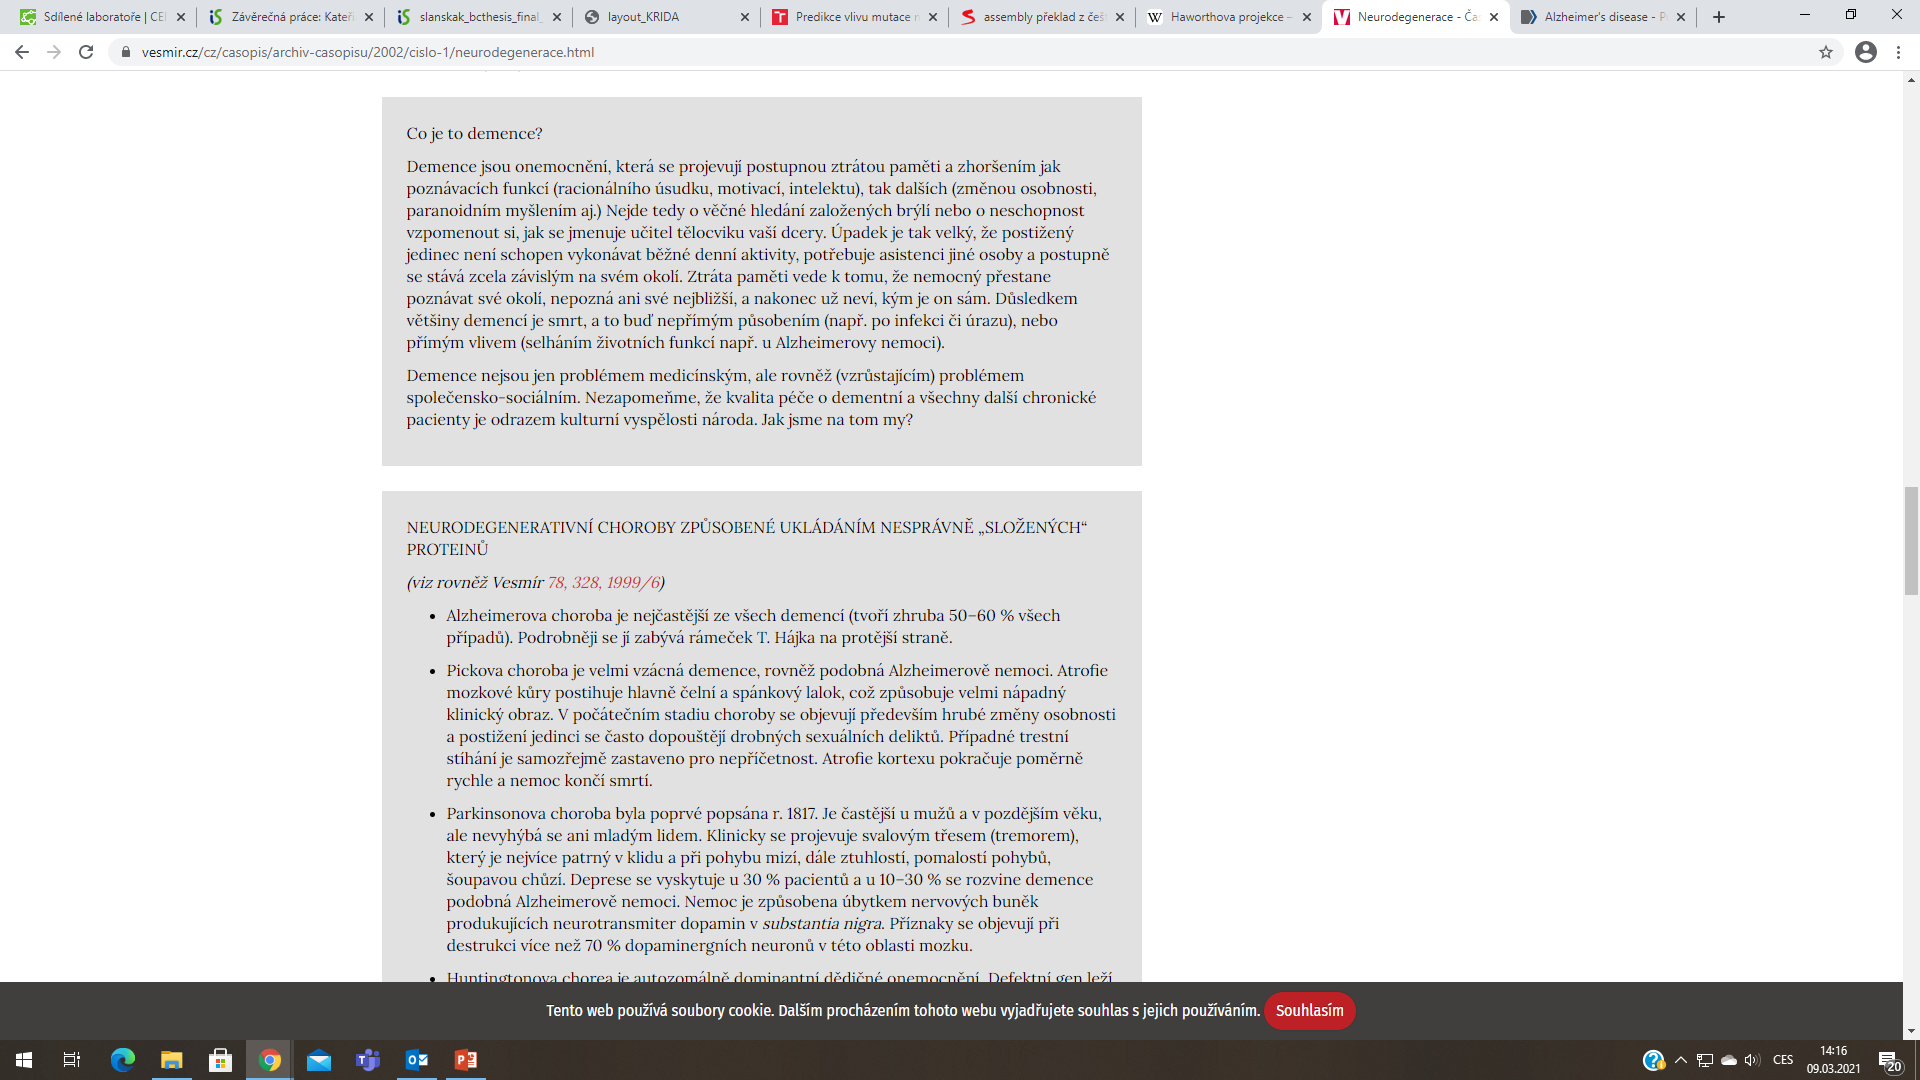 Sdílené laboratoře | CE
Závěrečná práce: Kateř
slanskak_bcthesis_final_
layout_KRIDA
Predikce vlivu mutace n
assembly překlad z češ
Haworthova projekce –
Neurodegenerace - Ča
Alzheimer's disease - P
vesmir.cz/cz/casopis/archiv-casopisu/2002/cislo-1/neurodegenerace.html
Co je to demence?
Demence jsou onemocnění, která se projevují postupnou ztrátou paměti a zhoršením jak
poznávacích funkcí (racionálního úsudku, motivací, intelektu), tak dalších (změnou osobnosti,
paranoidním myšlením aj.) Nejde tedy o věčné hledání založených brýlí nebo o neschopnost
vzpomenout si, jak se jmenuje učitel tělocviku vaší dcery. Úpadek je tak velký, že postižený
jedinec není schopen vykonávat běžné denní aktivity, potřebuje asistenci jiné osoby a postupně
se stává zcela závislým na svém okolí. Ztráta paměti vede k tomu, že nemocný přestane
poznávat své okolí, nepozná ani své nejbližší, a nakonec už neví, kým je on sám. Důsledkem
většiny demencí je smrt, a to buď nepřímým působením (např. po infekci či úrazu), nebo
přímým vlivem (selháním životních funkcí např. u Alzheimerovy nemoci).
Demence nejsou jen problémem medicínským, ale rovněž (vzrůstajícím) problémem
společensko-sociálním. Nezapomeňme, že kvalita péče o dementní a všechny další chronické
pacienty je odrazem kulturní vyspělosti národa. Jak jsme na tom my?
NEURODEGENERATIVNÍ CHOROBY ZPŮSOBENÉ UKLÁDÁNÍM NESPRÁVNĚ „SLOŽENÝCH“
PROTEINŮ
(viz rovněž Vesmír 78, 328, 1999/6)
• Alzheimerova choroba je nejčastější ze všech demencí (tvoří zhruba 50–60 % všech
případů). Podrobněji se jí zabývá rámeček T. Hájka na protější straně.
• Pickova choroba je velmi vzácná demence, rovněž podobná Alzheimerově nemoci. Atrofie
mozkové kůry postihuje hlavně čelní a spánkový lalok, což způsobuje velmi nápadný
klinický obraz. V počátečním stadiu choroby se objevují především hrubé změny osobnosti
a postižení jedinci se často dopouštějí drobných sexuálních deliktů. Případné trestní
stíhání je samozřejmě zastaveno pro nepříčetnost. Atrofie kortexu pokračuje poměrně
rychle a nemoc končí smrtí.
• Parkinsonova choroba byla poprvé popsána r. 1817. Je častější u mužů a v pozdějším věku,
ale nevyhýbá se ani mladým lidem. Klinicky se projevuje svalovým třesem (tremorem),
který je nejvíce patrný v klidu a při pohybu mizí, dále ztuhlostí, pomalostí pohybů,
šoupavou chůzí. Deprese se vyskytuje u 30 % pacientů a u 10–30 % se rozvine demence
podobná Alzheimerově nemoci. Nemoc je způsobena úbytkem nervových buněk
produkujících neurotransmiter dopamin v substantia nigra. Příznaky se objevují při
destrukci více než 70 % dopaminergních neuronů v této oblasti mozku.
• Huntingtonova chorea je autozomálně dominantní dědičné onemocnění. Defektní gen leží
Tento web používá soubory cookie. Dalším procházením tohoto webu vyjadřujete souhlas s jejich používáním. Souhlasím
CES
14:16
09.03.2021
20